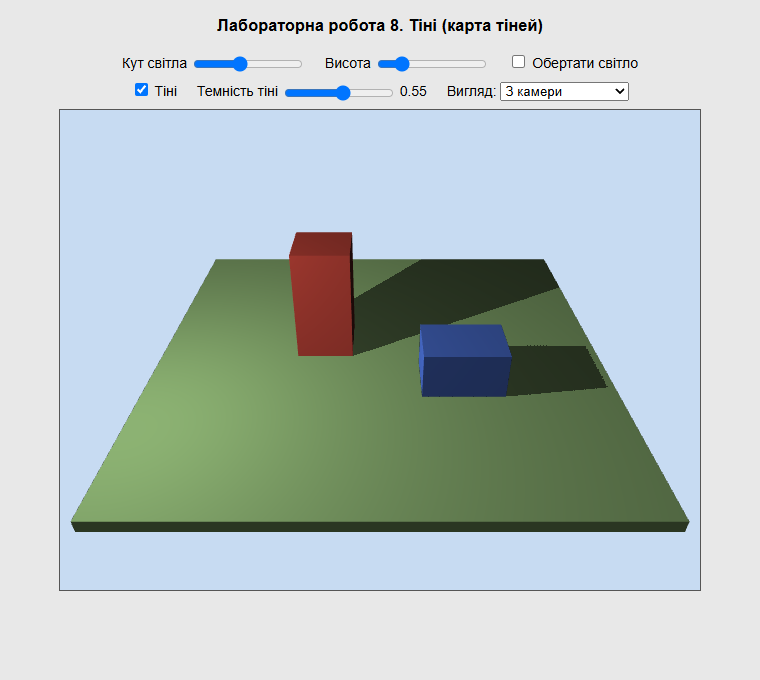 Лабораторна робота 8. Тіні (карта тіней)
Кут світла Висота Обертати світло
Тіні Темність тіні 0.55 Вигляд: З камери